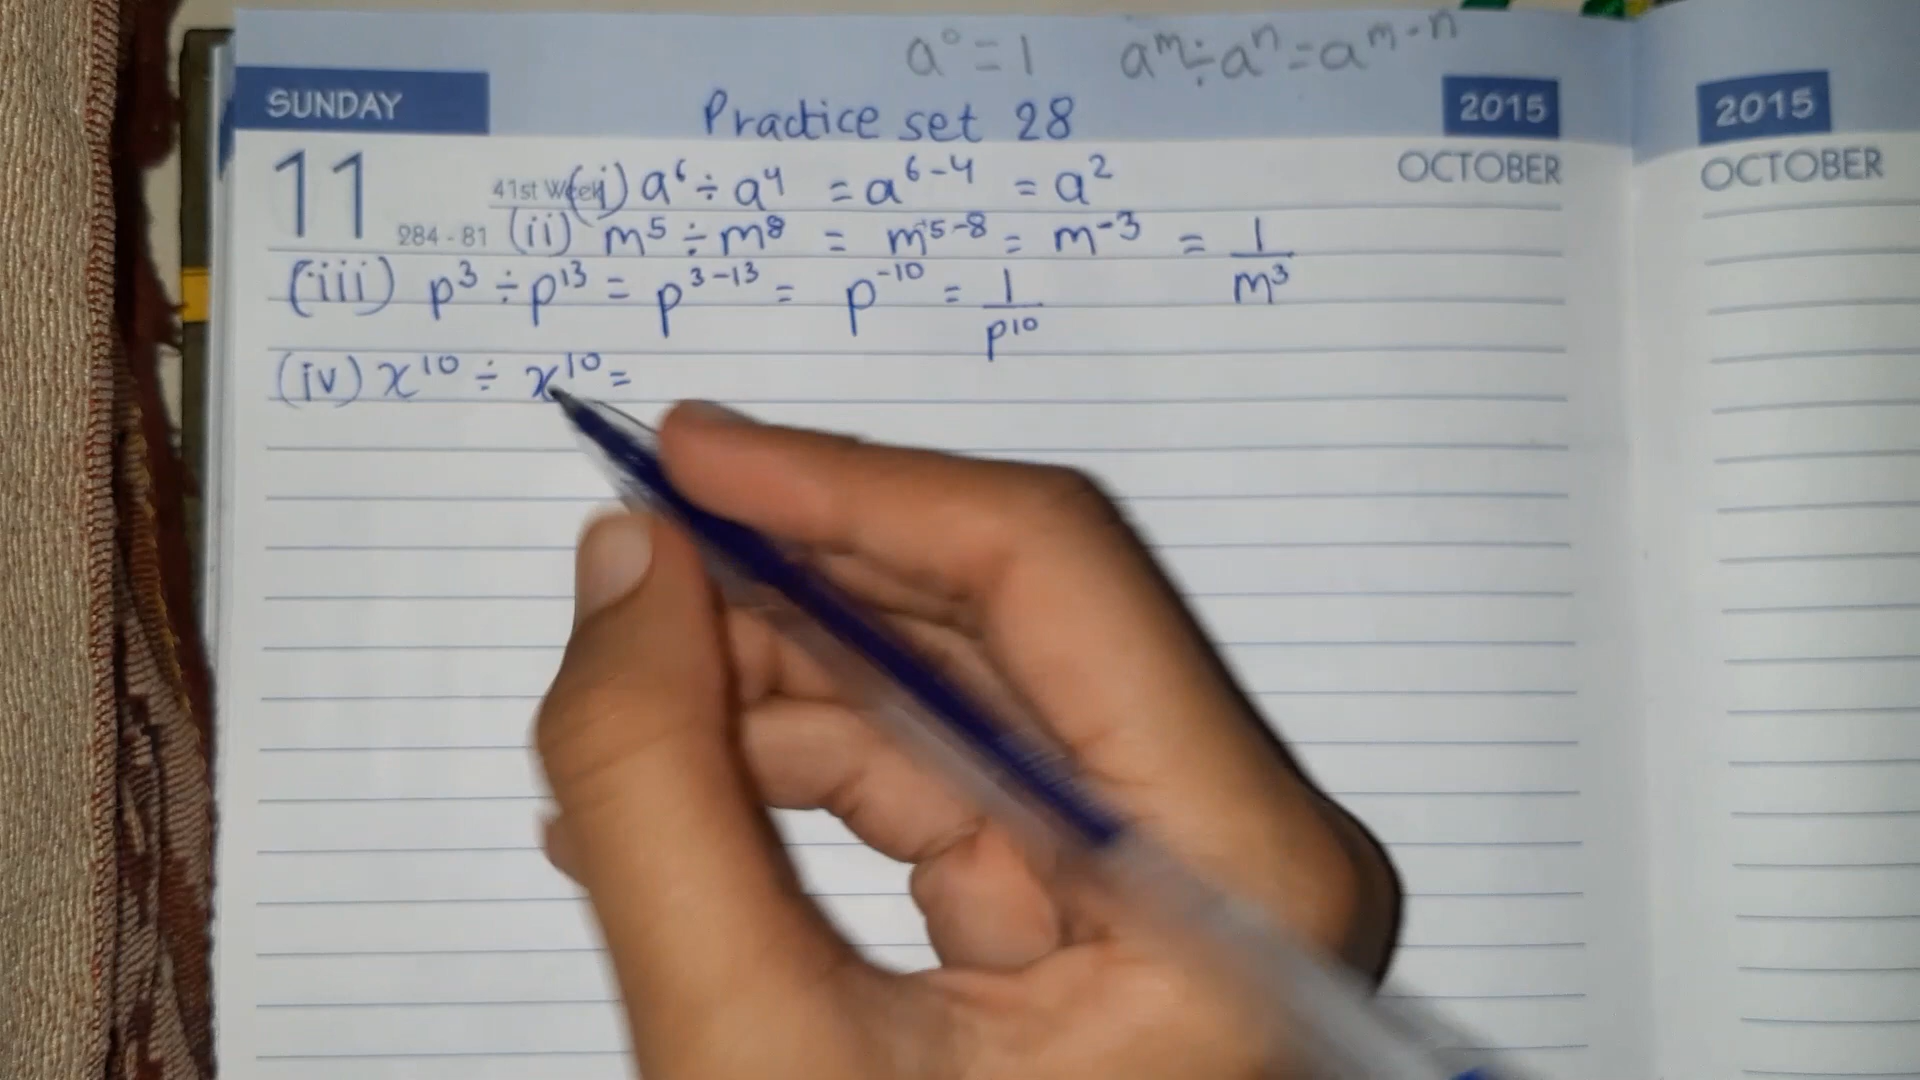 a⁰ = 1 aᵐ ÷ aⁿ = aᵐ⁻ⁿ
SUNDAY Practice set 28 2015 2015
11 41st Week (i) a⁶ ÷ a⁴ = a⁶⁻⁴ = a² OCTOBER OCTOBER
284 - 81 (ii) m⁵ ÷ m⁸ = m⁵⁻⁸ = m⁻³ = 1/m³
(iii) p³ ÷ p¹³ = p³⁻¹³ = p⁻¹⁰ = 1/p¹⁰
(iv) x¹⁰ ÷ x¹⁰ =